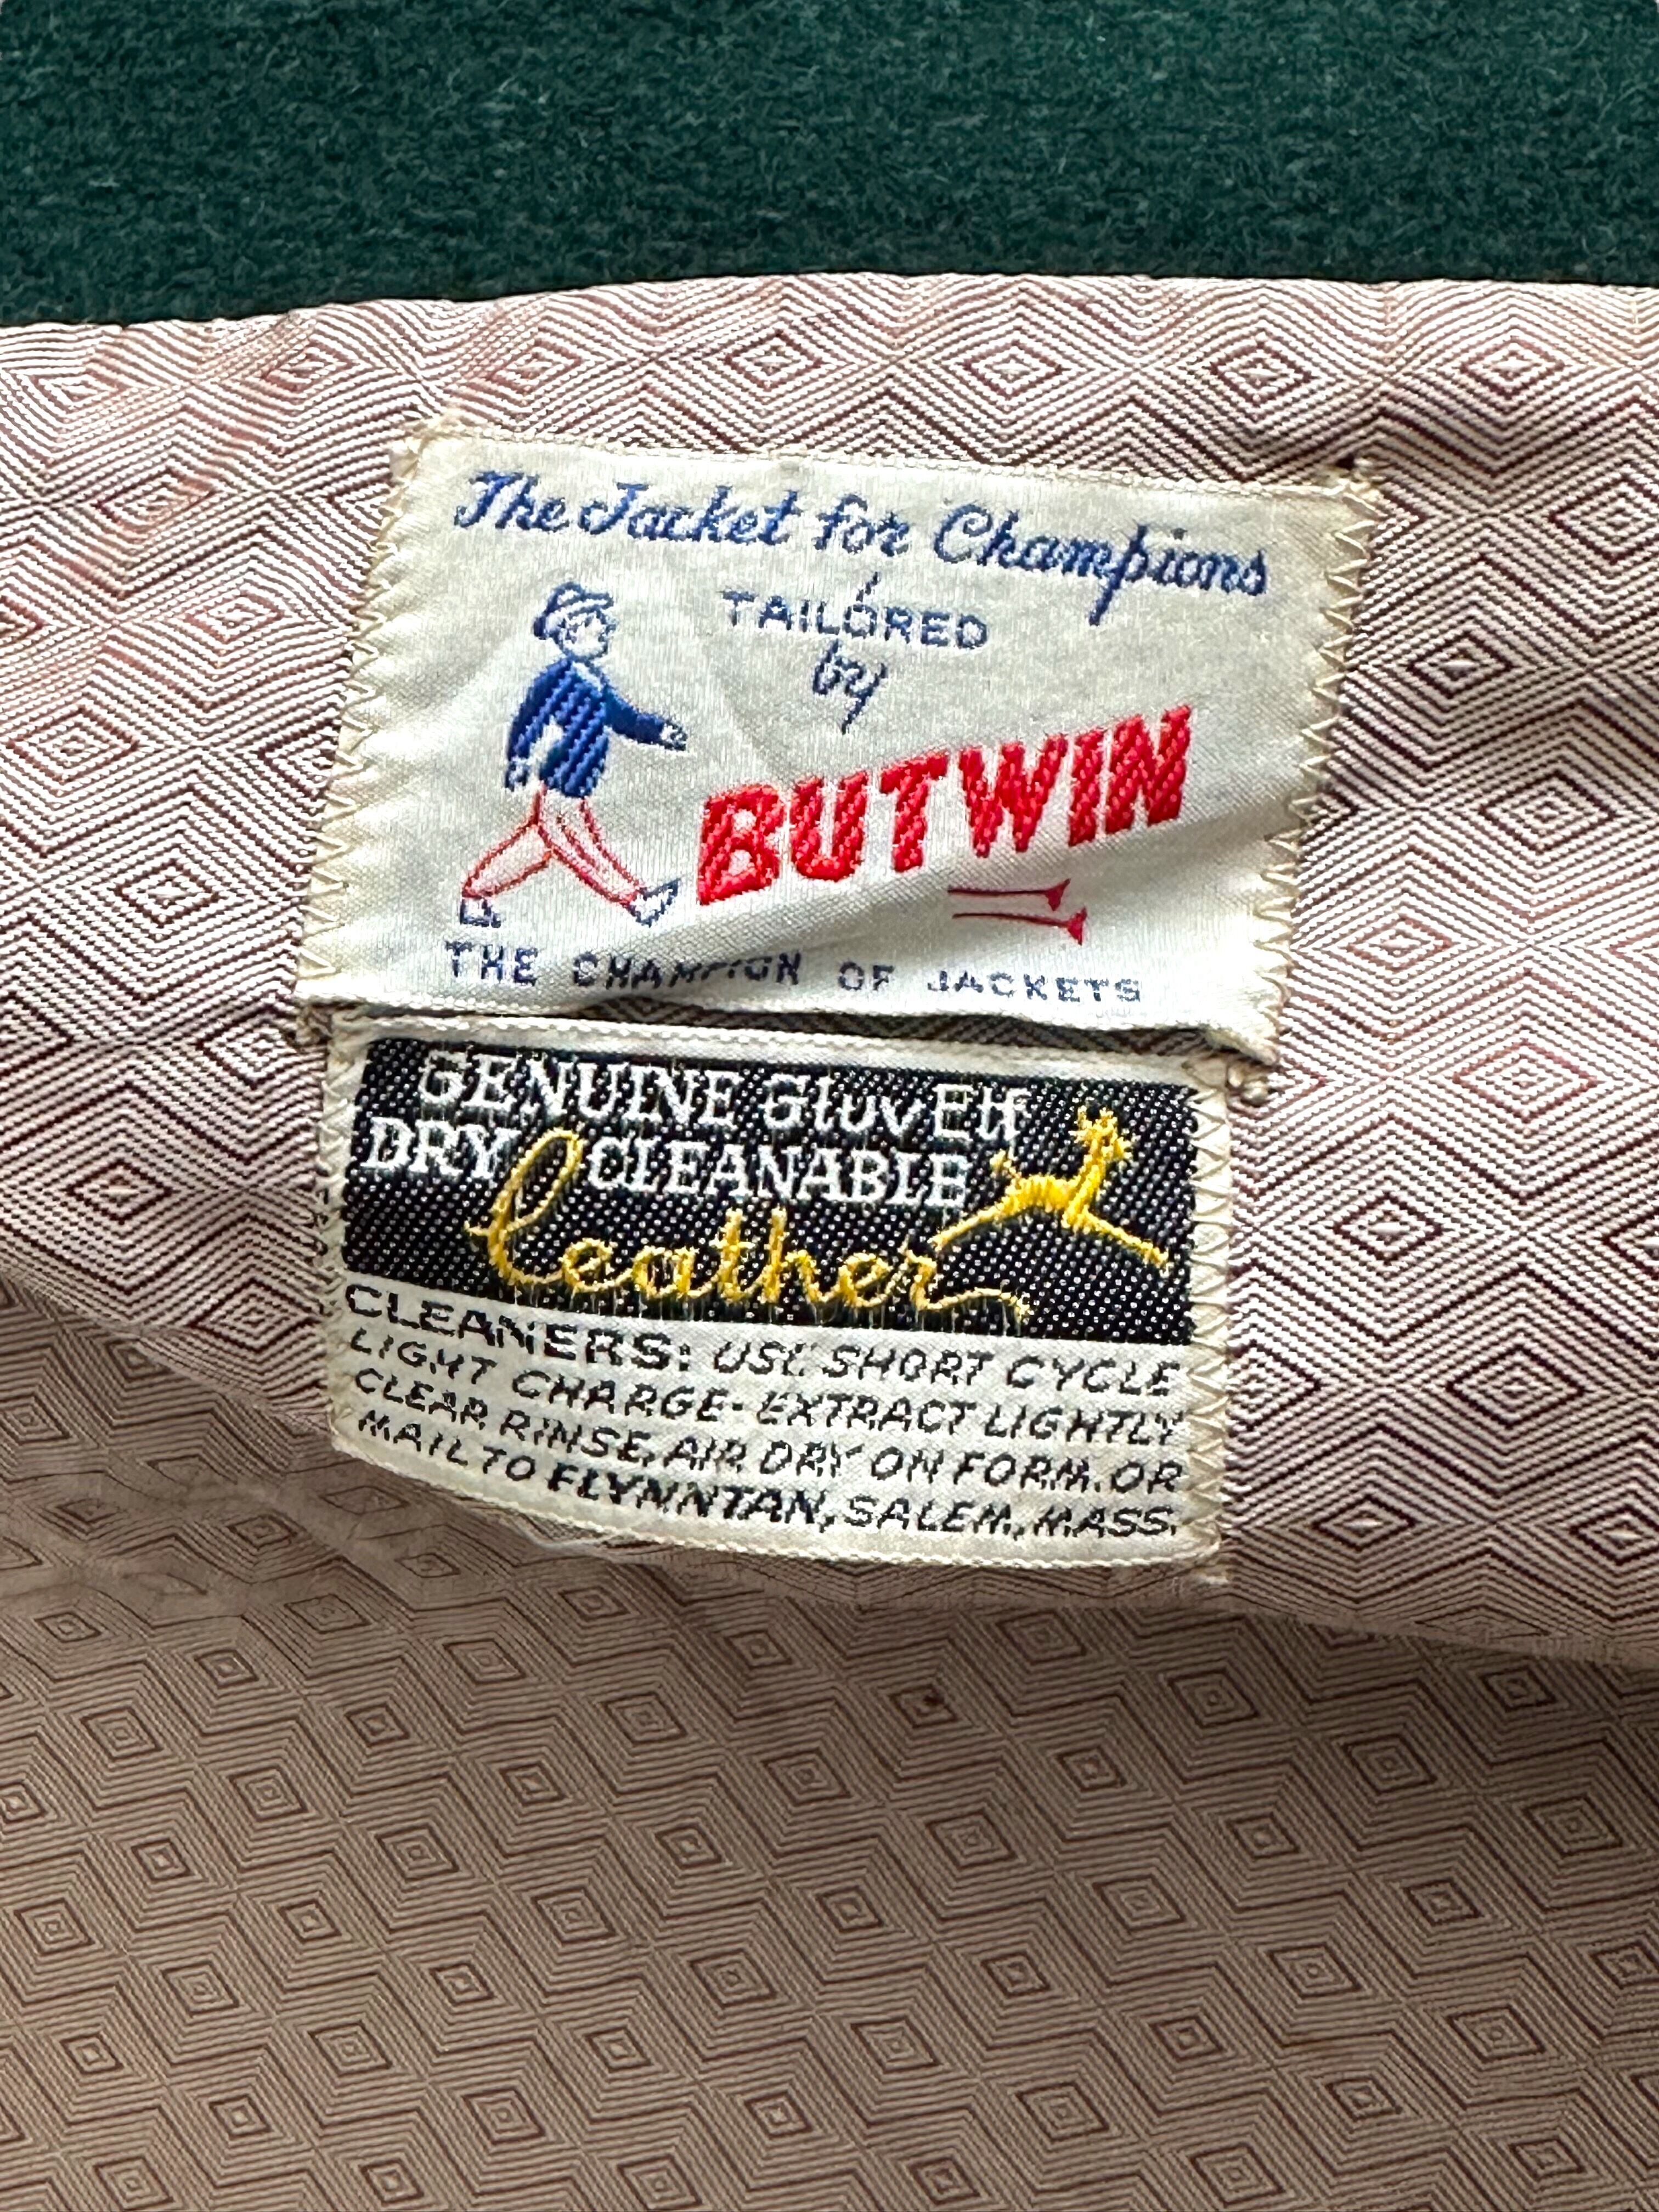 The Jacket for Champions
TAILORED
by
BUTWIN
THE CHAMPION OF JACKETS
GENUINE GlovEtt
DRY CLEANABLE
leather
CLEANERS: USE SHORT CYCLE
LIGHT CHARGE- EXTRACT LIGHTLY
CLEAR RINSE, AIR DRY ON FORM. OR
MAIL TO FLYNNTAN, SALEM, MASS.